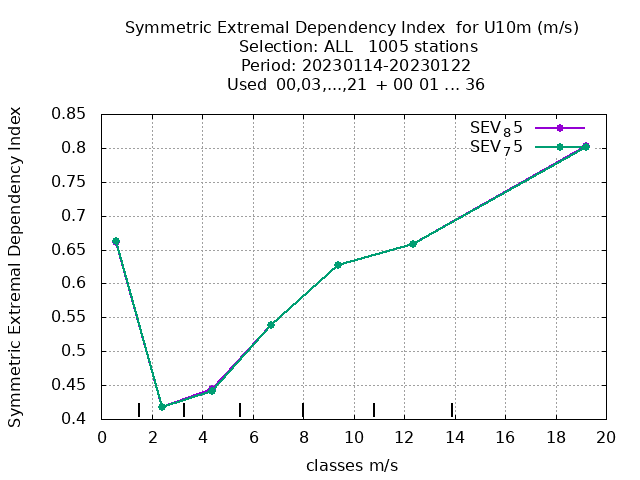 Symmetric Extremal Dependency Index  for U10m (m/s)
Selection: ALL   1005 stations
Period: 20230114-20230122
Used  00,03,...,21  + 00 01 ... 36
SEV₈5
SEV₇5
Symmetric Extremal Dependency Index
0.85
0.8
0.75
0.7
0.65
0.6
0.55
0.5
0.45
0.4
0 2 4 6 8 10 12 14 16 18 20
classes m/s